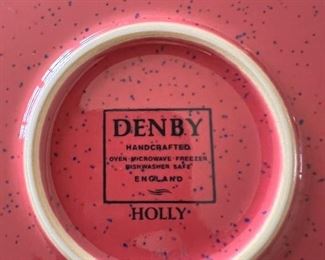 DENBY
HANDCRAFTED
OVEN·MICROWAVE·FREEZER
DISHWASHER SAFE
ENGLAND
·HOLLY·